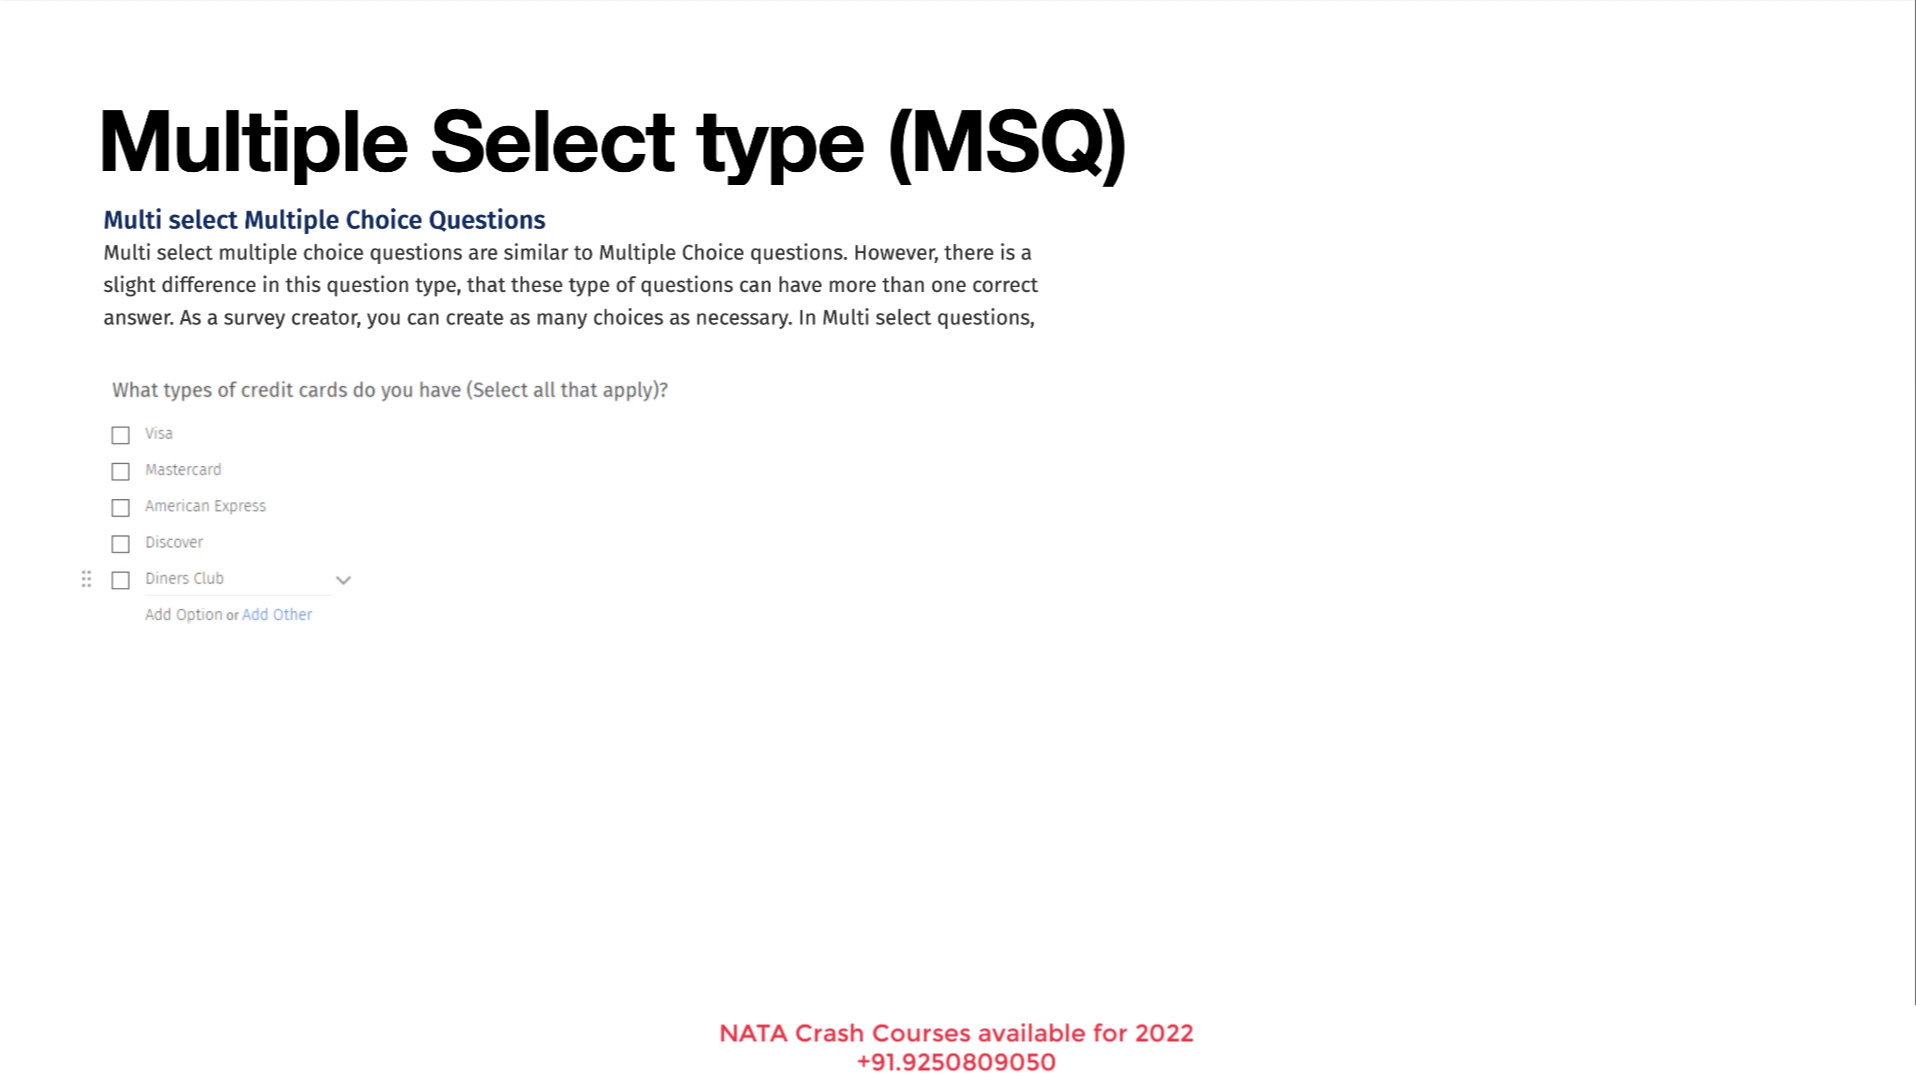 Multiple Select type (MSQ)
Multi select Multiple Choice Questions
Multi select multiple choice questions are similar to Multiple Choice questions. However, there is a
slight difference in this question type, that these type of questions can have more than one correct
answer. As a survey creator, you can create as many choices as necessary. In Multi select questions,
What types of credit cards do you have (Select all that apply)?
Visa
Mastercard
American Express
Discover
Diners Club
Add Option or Add Other
NATA Crash Courses available for 2022
+91.9250809050